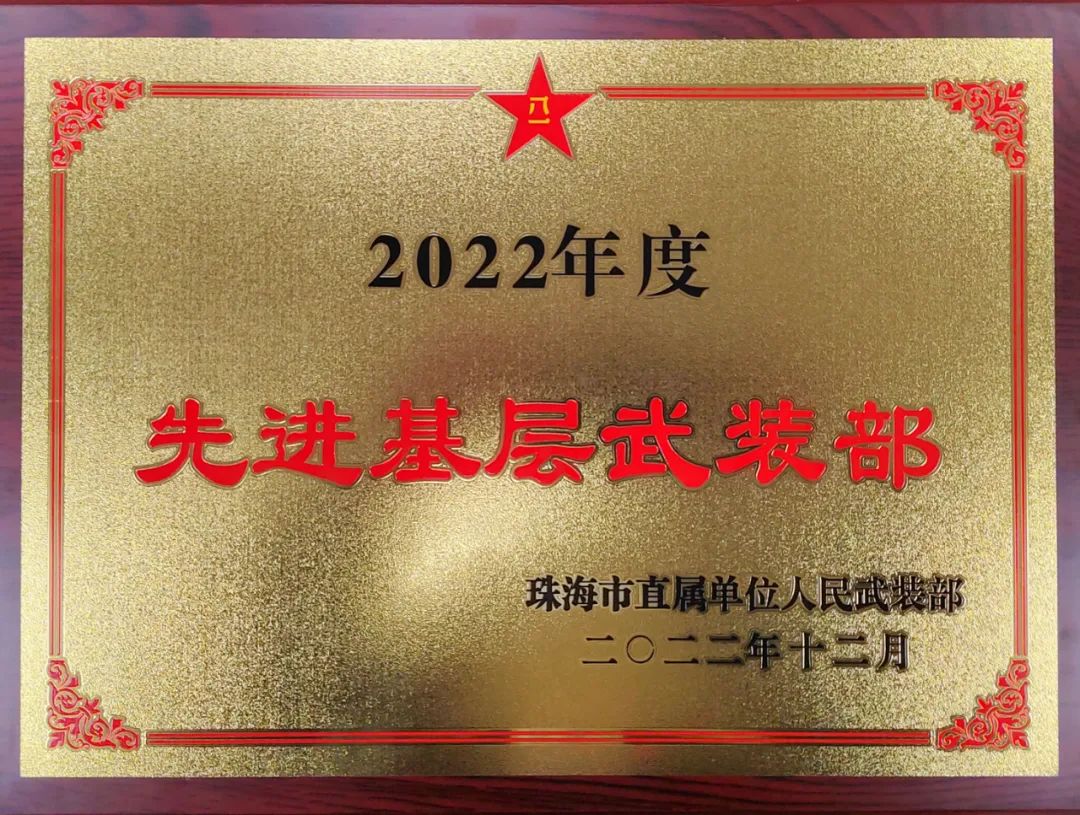 八一
2022年度
先进基层武装部
珠海市直属单位人民武装部
二〇二二年十二月